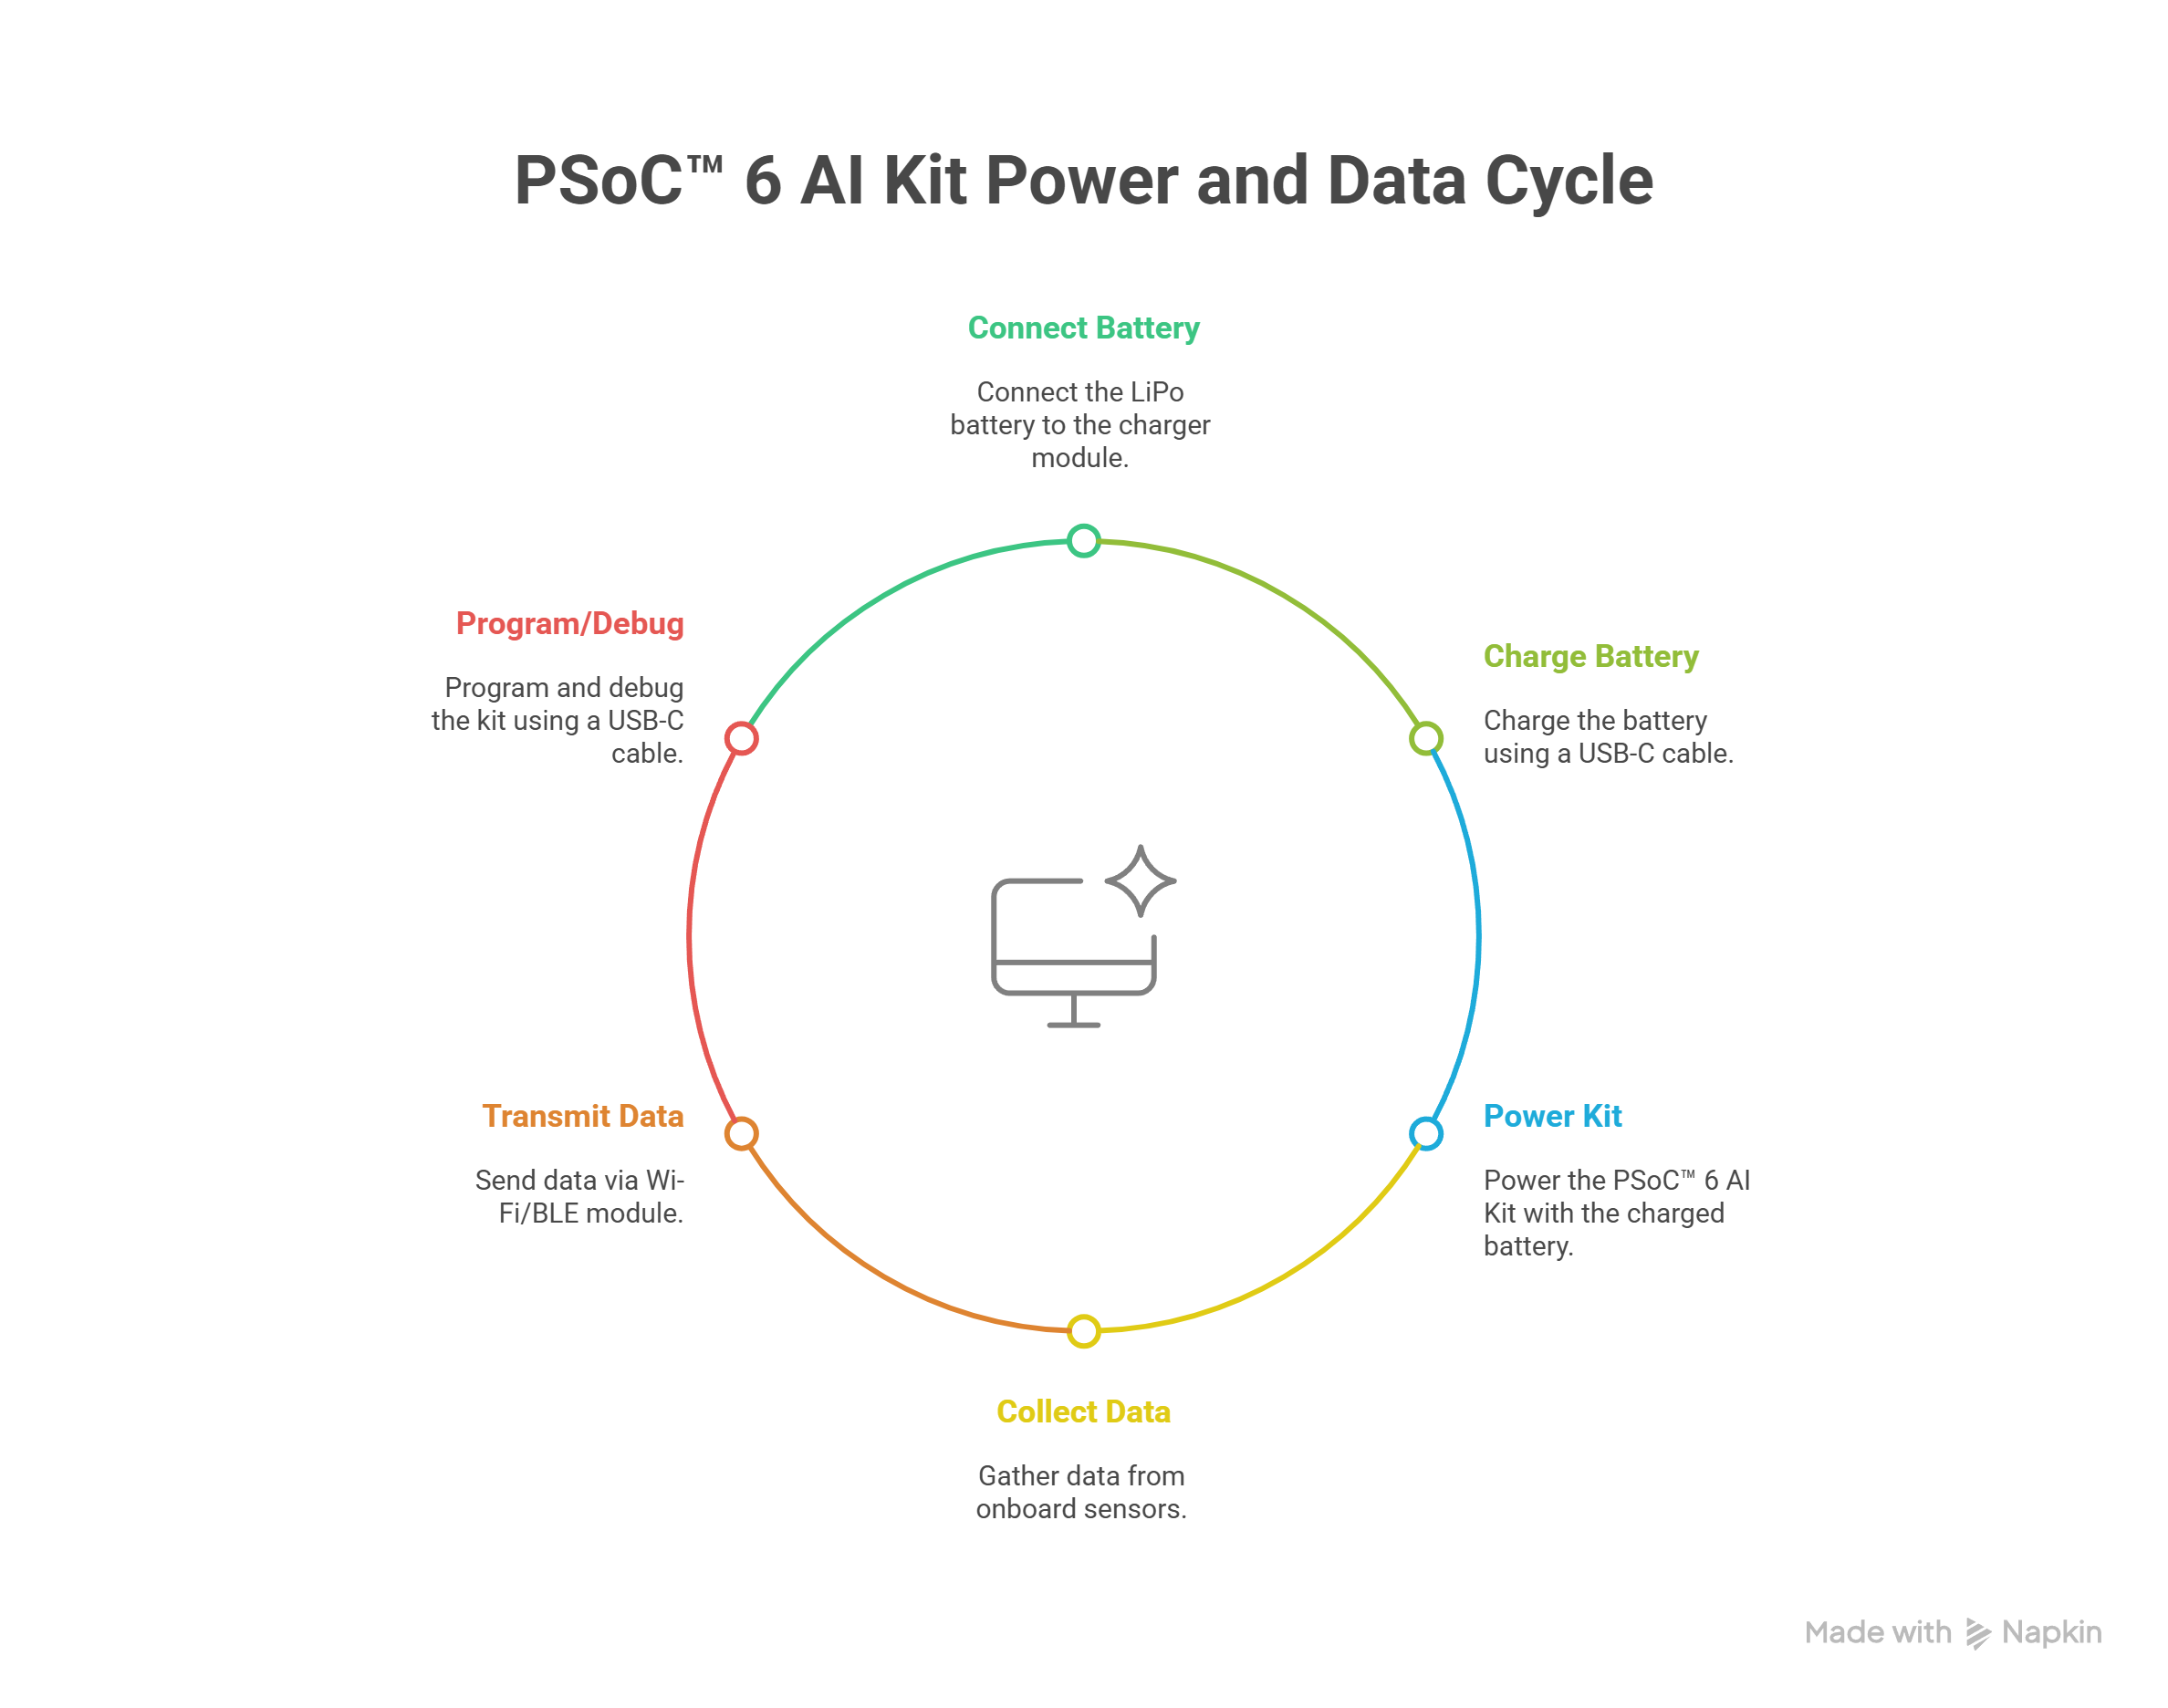 PSoC™ 6 AI Kit Power and Data Cycle
Connect Battery
Connect the LiPo
battery to the charger
module.
Charge Battery
Charge the battery
using a USB-C cable.
Power Kit
Power the PSoC™ 6 AI
Kit with the charged
battery.
Collect Data
Gather data from
onboard sensors.
Transmit Data
Send data via Wi-
Fi/BLE module.
Program/Debug
Program and debug
the kit using a USB-C
cable.
Made with Napkin